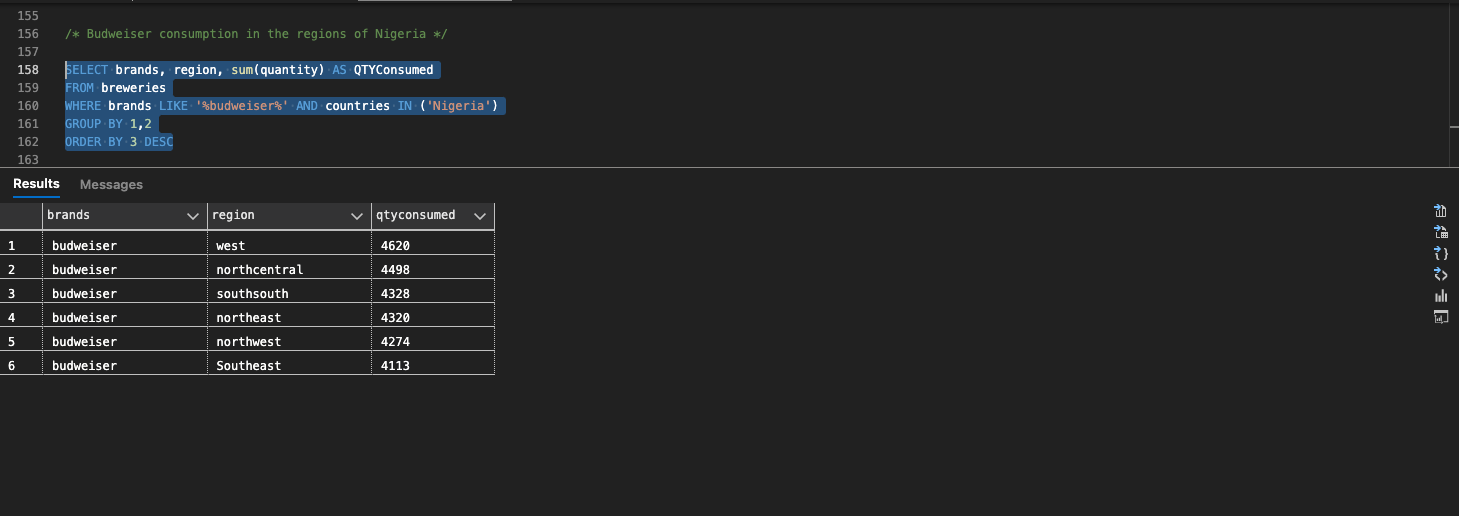 155
156 /* Budweiser consumption in the regions of Nigeria */
157
158 SELECT brands, region, sum(quantity) AS QTYConsumed
159 FROM breweries
160 WHERE brands LIKE '%budweiser%' AND countries IN ('Nigeria')
161 GROUP BY 1,2
162 ORDER BY 3 DESC
163
Results Messages
brands region qtyconsumed
1 budweiser west 4620
2 budweiser northcentral 4498
3 budweiser southsouth 4328
4 budweiser northeast 4320
5 budweiser northwest 4274
6 budweiser Southeast 4113